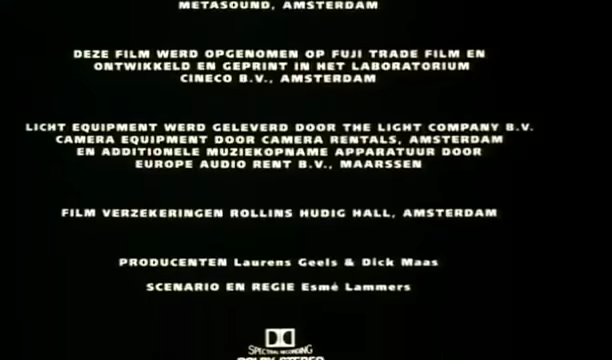 METASOUND, AMSTERDAM
DEZE FILM WERD OPGENOMEN OP FUJI TRADE FILM EN
ONTWIKKELD EN GEPRINT IN HET LABORATORIUM
CINECO B.V., AMSTERDAM
LICHT EQUIPMENT WERD GELEVERD DOOR THE LIGHT COMPANY B.V.
CAMERA EQUIPMENT DOOR CAMERA RENTALS, AMSTERDAM
EN ADDITIONELE MUZIEKOPNAME APPARATUUR DOOR
EUROPE AUDIO RENT B.V., MAARSSEN
FILM VERZEKERINGEN ROLLINS HUDIG HALL, AMSTERDAM
PRODUCENTEN Laurens Geels & Dick Maas
SCENARIO EN REGIE Esmé Lammers
SPECTRAL RECORDING
DOLBY STEREO